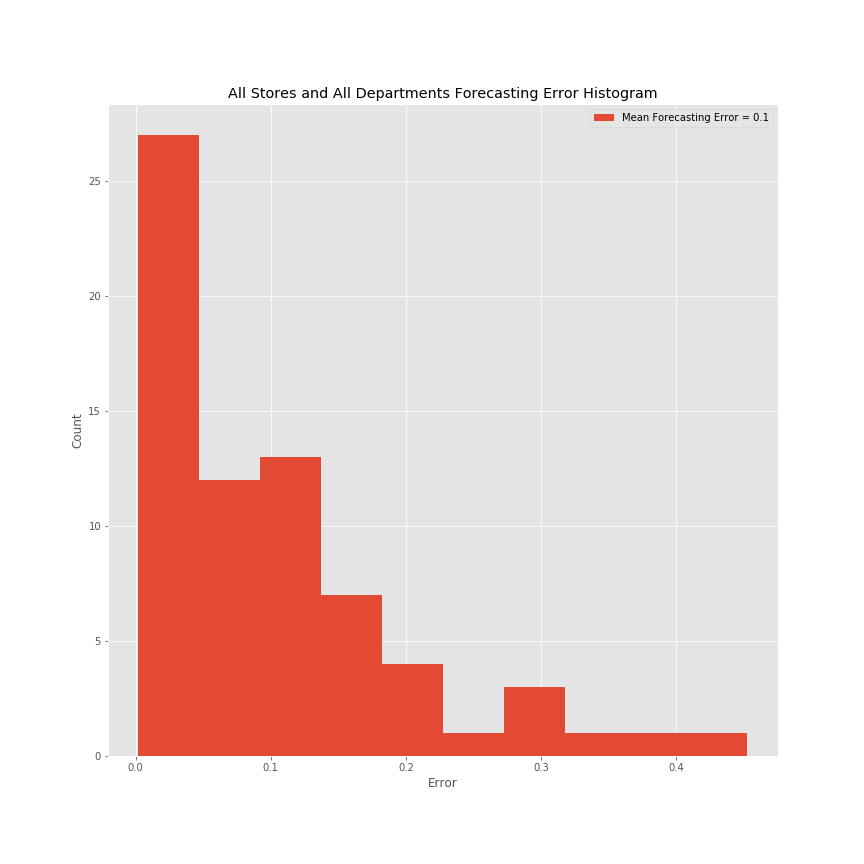 All Stores and All Departments Forecasting Error Histogram
Mean Forecasting Error = 0.1
Count
25
20
15
10
5
0
0.0 0.1 0.2 0.3 0.4
Error